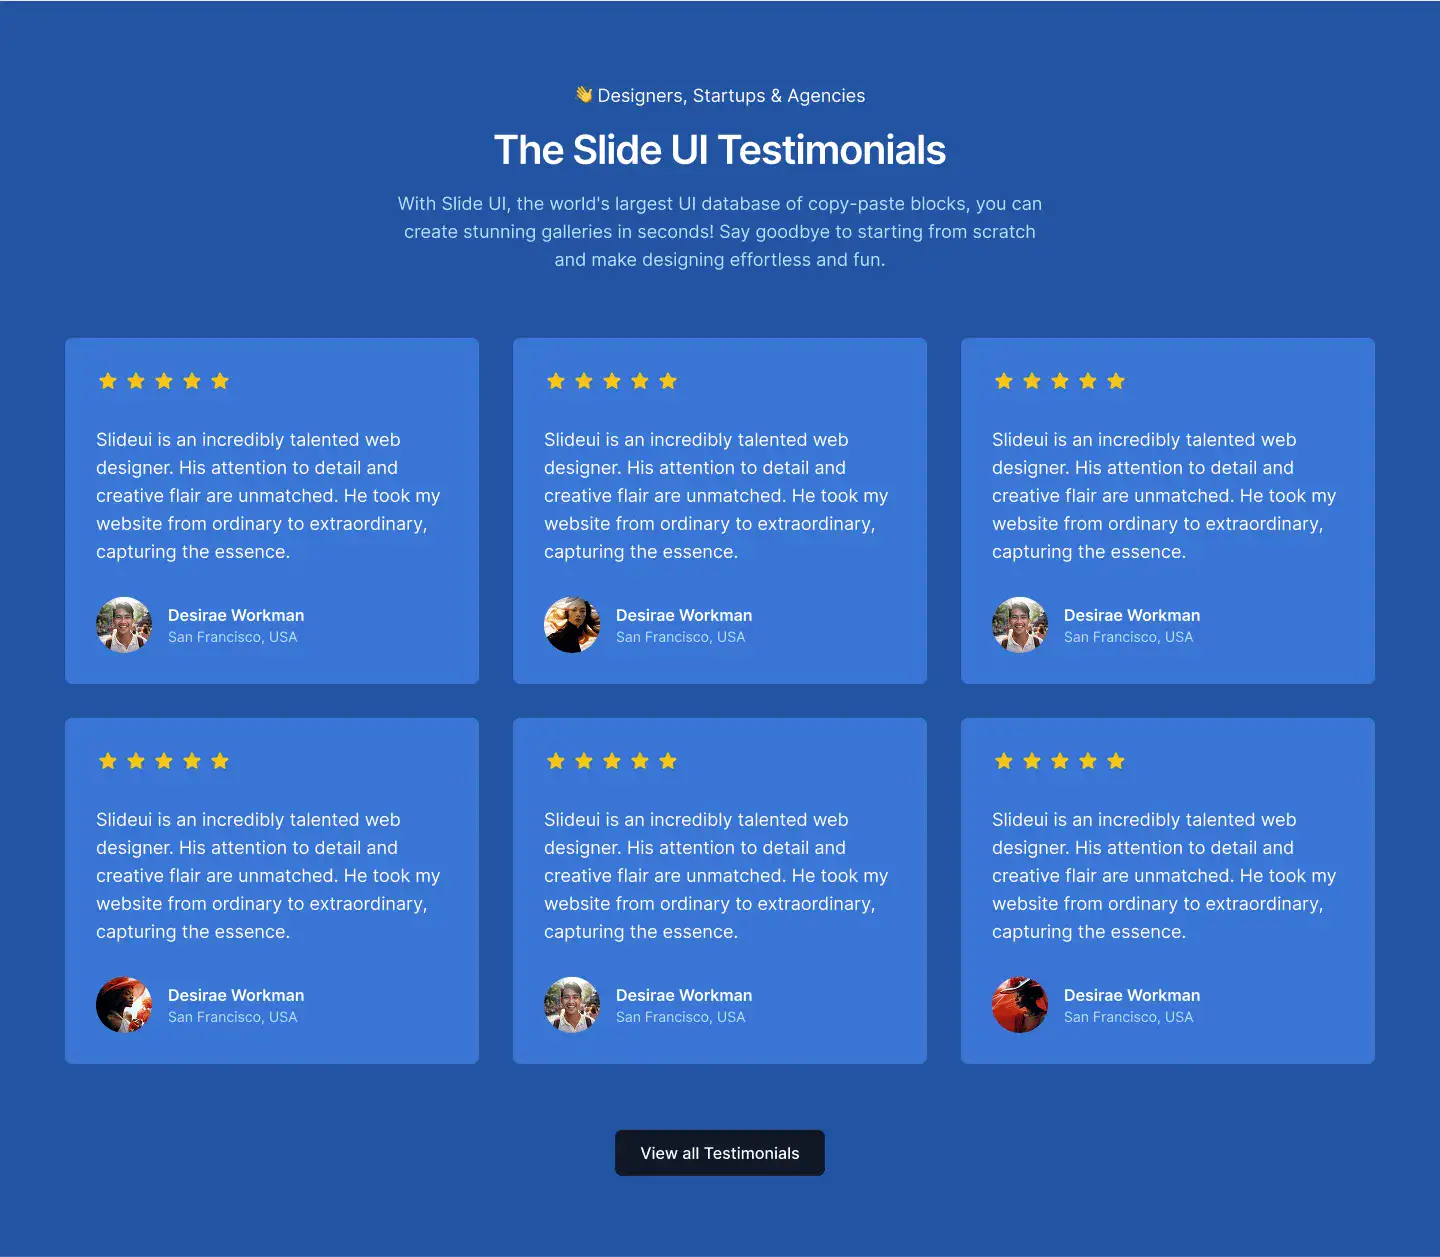 👋 Designers, Startups & Agencies
The Slide UI Testimonials
With Slide UI, the world's largest UI database of copy-paste blocks, you can
create stunning galleries in seconds! Say goodbye to starting from scratch
and make designing effortless and fun.
Slideui is an incredibly talented web
designer. His attention to detail and
creative flair are unmatched. He took my
website from ordinary to extraordinary,
capturing the essence.
Desirae Workman
San Francisco, USA
Slideui is an incredibly talented web
designer. His attention to detail and
creative flair are unmatched. He took my
website from ordinary to extraordinary,
capturing the essence.
Desirae Workman
San Francisco, USA
Slideui is an incredibly talented web
designer. His attention to detail and
creative flair are unmatched. He took my
website from ordinary to extraordinary,
capturing the essence.
Desirae Workman
San Francisco, USA
Slideui is an incredibly talented web
designer. His attention to detail and
creative flair are unmatched. He took my
website from ordinary to extraordinary,
capturing the essence.
Desirae Workman
San Francisco, USA
Slideui is an incredibly talented web
designer. His attention to detail and
creative flair are unmatched. He took my
website from ordinary to extraordinary,
capturing the essence.
Desirae Workman
San Francisco, USA
Slideui is an incredibly talented web
designer. His attention to detail and
creative flair are unmatched. He took my
website from ordinary to extraordinary,
capturing the essence.
Desirae Workman
San Francisco, USA
View all Testimonials